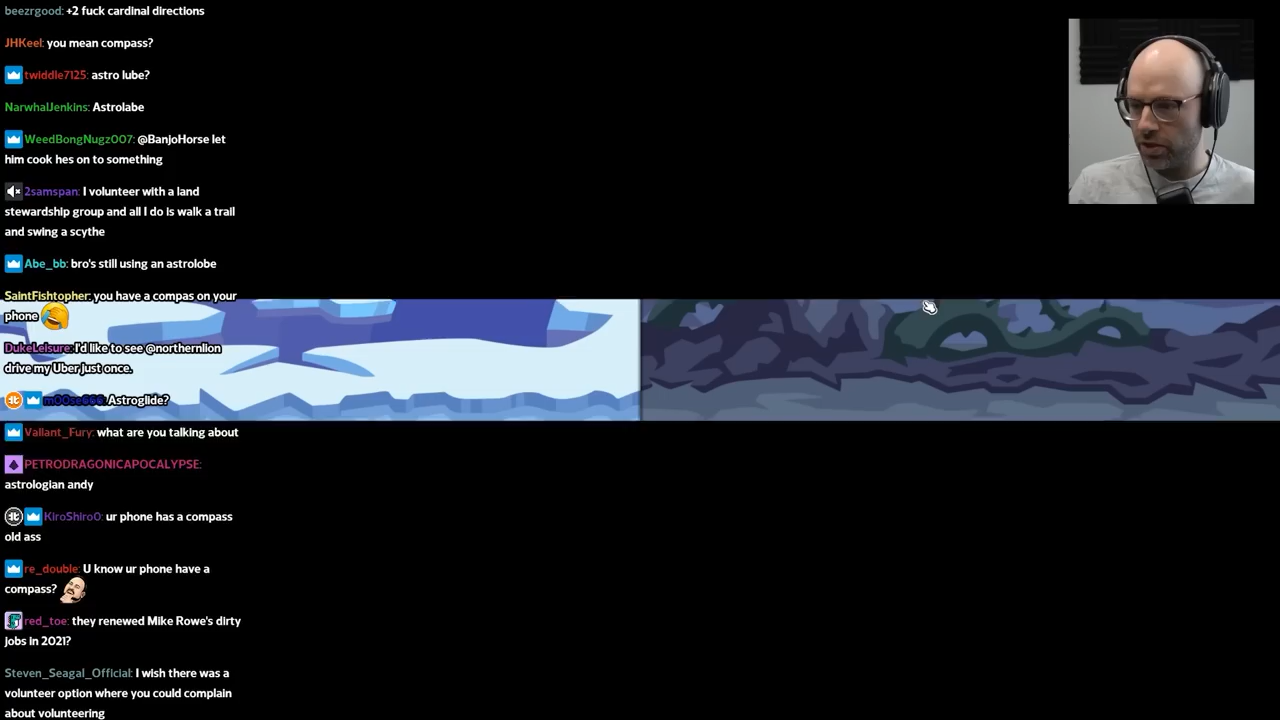 beezrgood: +2 fuck cardinal directions
JHKeel: you mean compass?
twiddle7125: astro lube?
NarwhalJenkins: Astrolabe
WeedBongNugz007: @BanjoHorse let
him cook hes on to something
2samspan: I volunteer with a land
stewardship group and all I do is walk a trail
and swing a scythe
Abe_bb: bro's still using an astrolobe
SaintFishtopher: you have a compas on your
phone
DukeLeisure: I'd like to see @northernlion
drive my Uber just once.
m00se666: Astroglide?
Valiant_Fury: what are you talking about
PETRODRAGONICAPOCALYPSE:
astrologian andy
KiroShiro0: ur phone has a compass
old ass
re_double: U know ur phone have a
compass?
red_toe: they renewed Mike Rowe's dirty
jobs in 2021?
Steven_Seagal_Official: I wish there was a
volunteer option where you could complain
about volunteering